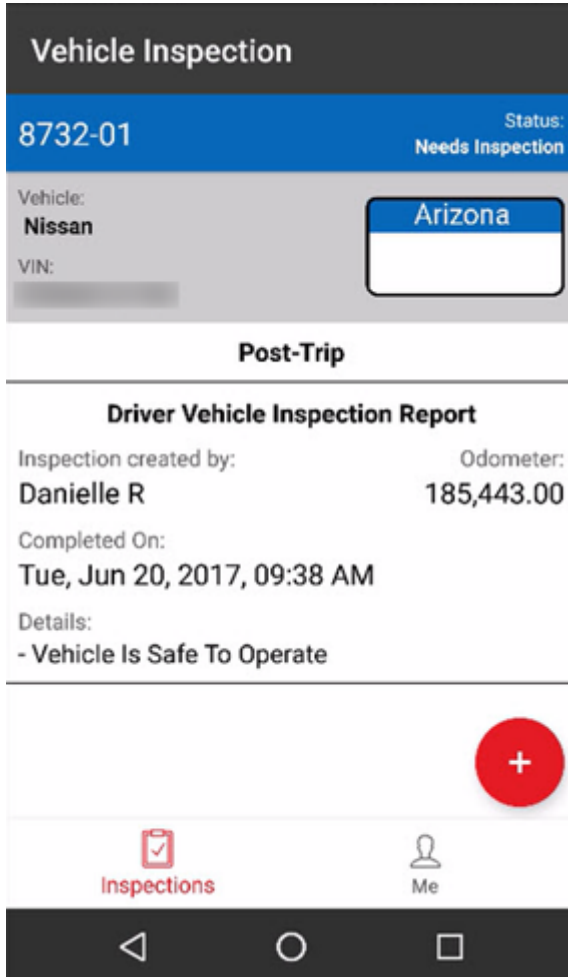 Vehicle Inspection
8732-01
Status:
Needs Inspection
Vehicle:
Nissan
Arizona
VIN:
Post-Trip
Driver Vehicle Inspection Report
Inspection created by:
Odometer:
Danielle R
185,443.00
Completed On:
Tue, Jun 20, 2017, 09:38 AM
Details:
- Vehicle Is Safe To Operate
+
Inspections
Me